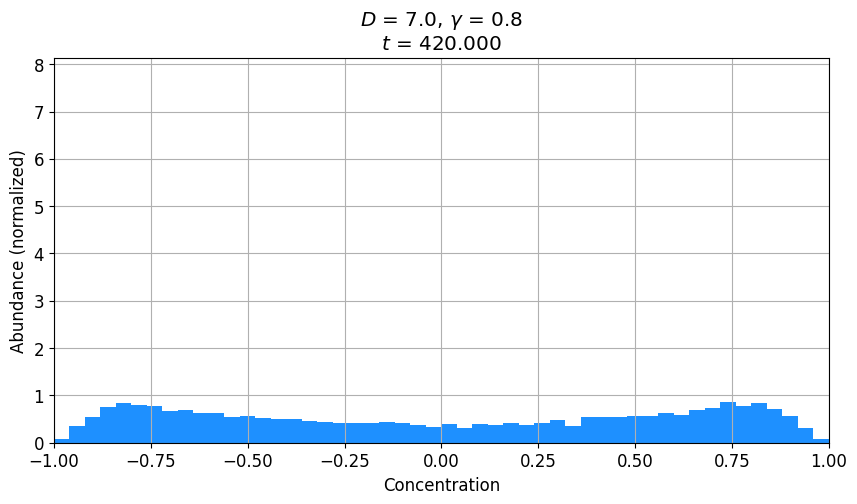 D = 7.0, γ = 0.8
t = 420.000
Abundance (normalized)
8
7
6
5
4
3
2
1
0
−1.00 −0.75 −0.50 −0.25 0.00 0.25 0.50 0.75 1.00
Concentration